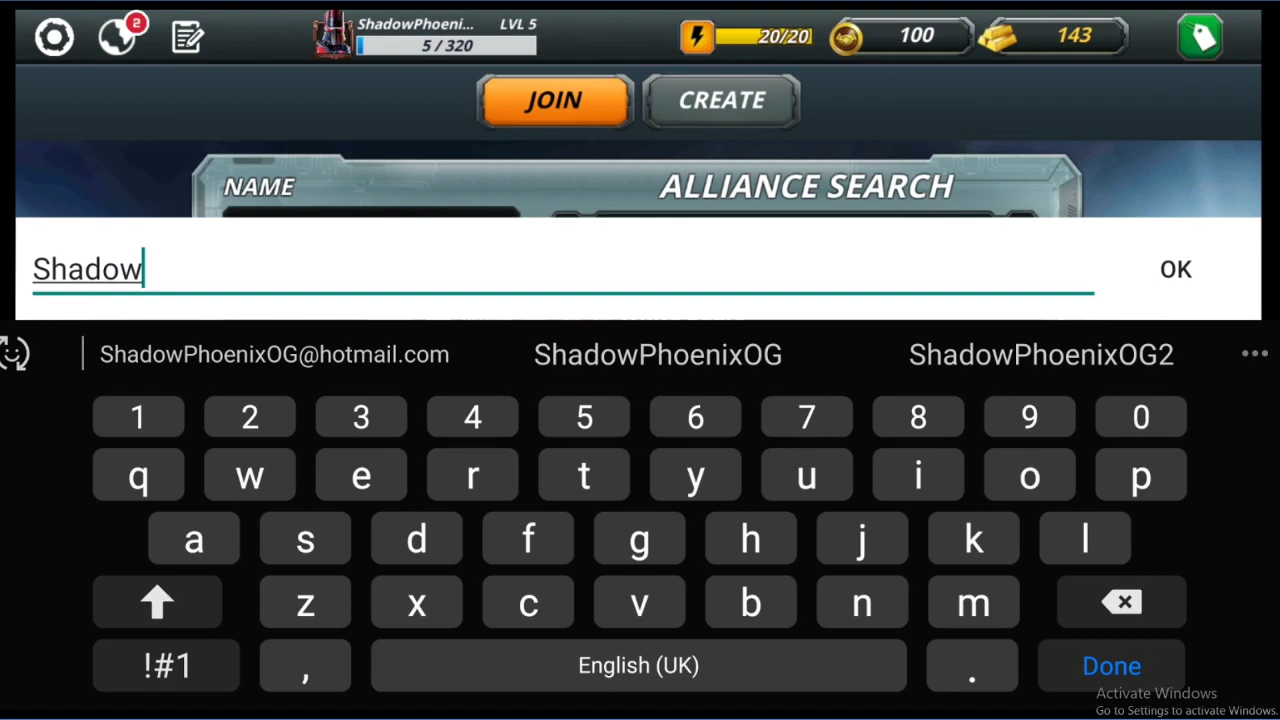 2
ShadowPhoeni... LVL 5
5 / 320
20/20
100
143
JOIN
CREATE
NAME
ALLIANCE SEARCH
Shadow
OK
ShadowPhoenixOG@hotmail.com
ShadowPhoenixOG
ShadowPhoenixOG2
1 2 3 4 5 6 7 8 9 0
q w e r t y u i o p
a s d f g h j k l
z x c v b n m
!#1 , English (UK) . Done
Activate Windows
Go to Settings to activate Windows.